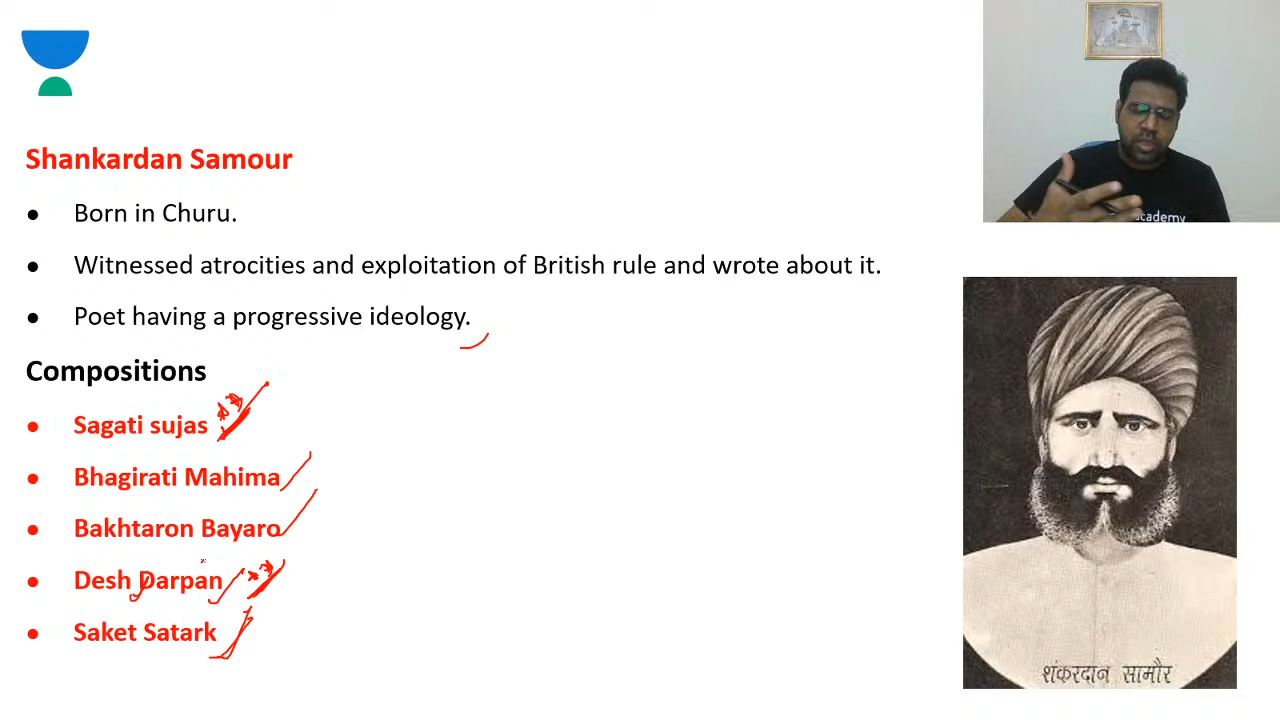 Shankardan Samour
● Born in Churu.
● Witnessed atrocities and exploitation of British rule and wrote about it.
● Poet having a progressive ideology.
Compositions
● Sagati sujas
● Bhagirati Mahima
● Bakhtaron Bayaro
● Desh Darpan
● Saket Satark
academy
शंकरदान सामौर